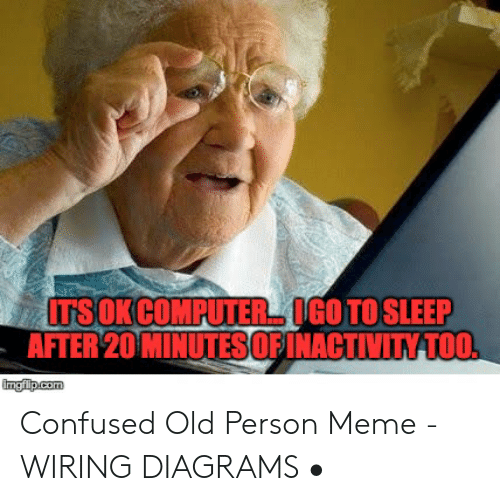 IT'S OK COMPUTER... I GO TO SLEEP
AFTER 20 MINUTES OF INACTIVITY TOO.
imgflip.com
Confused Old Person Meme -
WIRING DIAGRAMS •